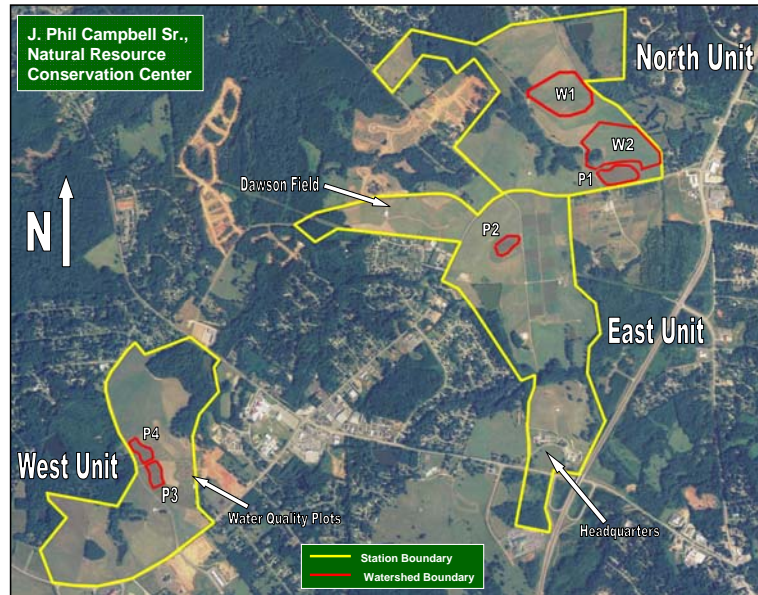 J. Phil Campbell Sr.,
Natural Resource
Conservation Center
North Unit
W1
W2
P1
Dawson Field
N
P2
East Unit
P4
West Unit
P3
Water Quality Plots
Headquarters
Station Boundary
Watershed Boundary